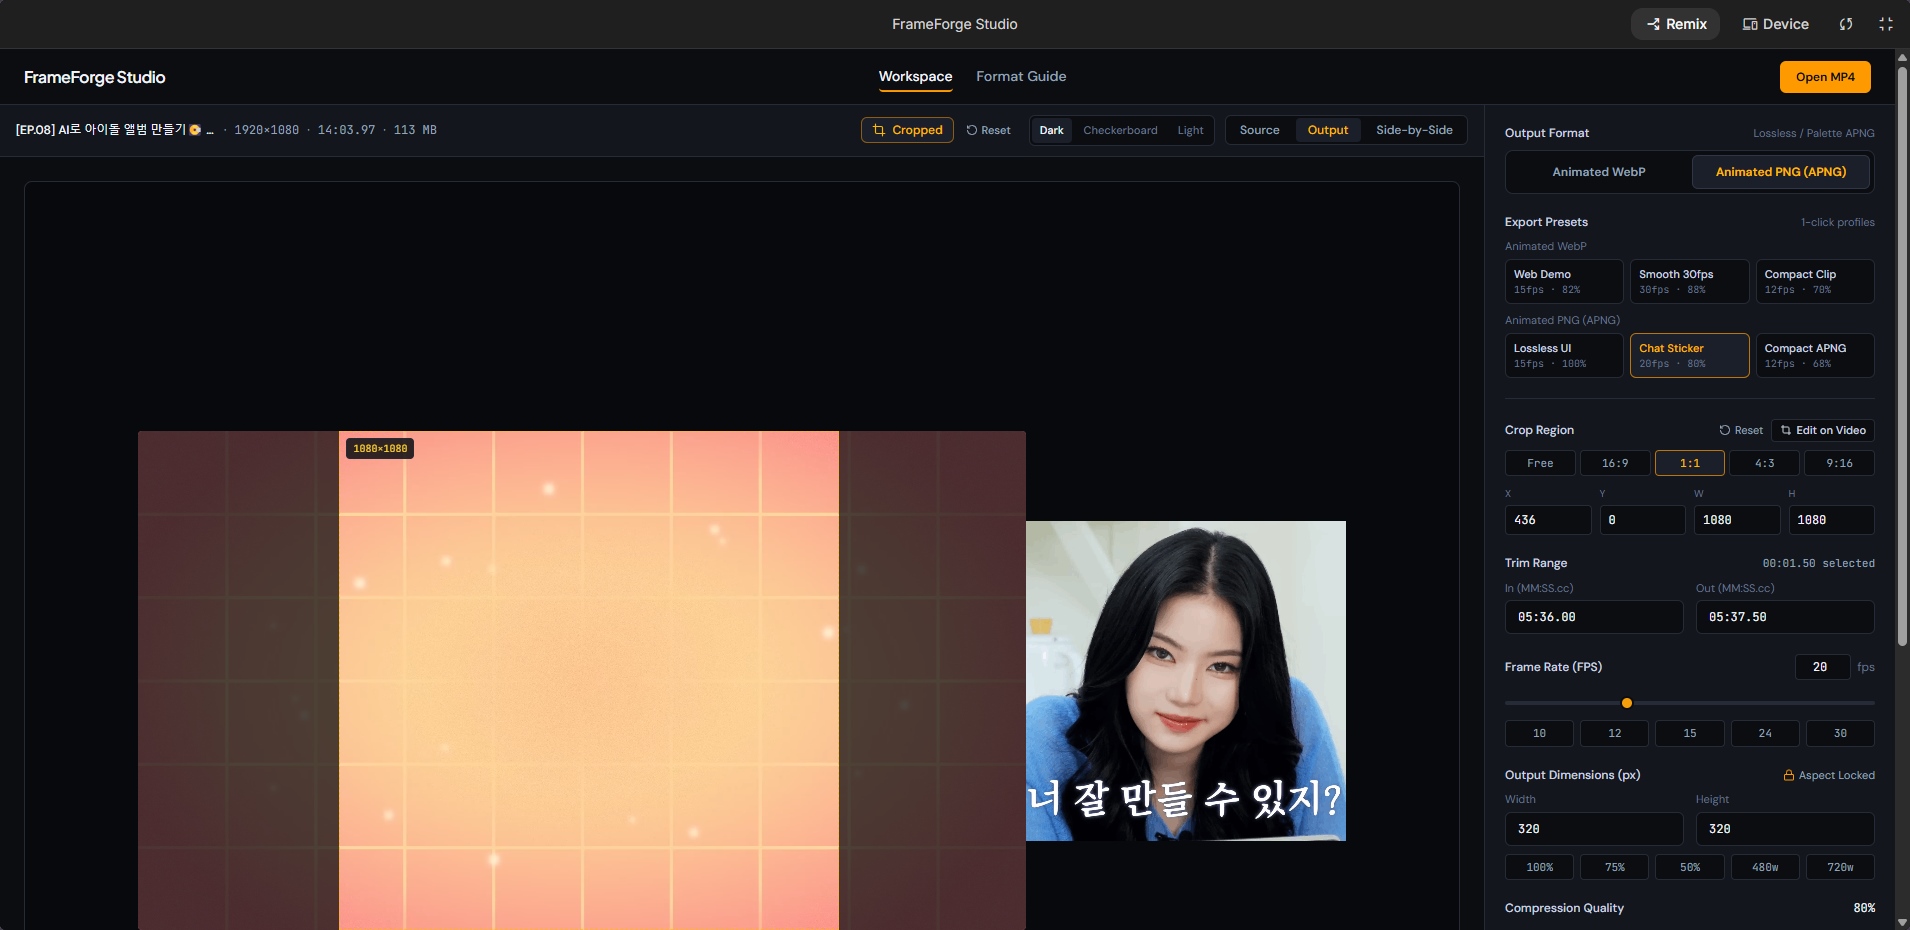 FrameForge Studio
Remix
Device
FrameForge Studio
Workspace
Format Guide
Open MP4
[EP.08] AI로 아이돌 앨범 만들기📀 … · 1920×1080 · 14:03.97 · 113 MB
Cropped
Reset
Dark
Checkerboard
Light
Source
Output
Side-by-Side
1080×1080
너 잘 만들 수 있지?
Output Format
Lossless / Palette APNG
Animated WebP
Animated PNG (APNG)
Export Presets
1-click profiles
Animated WebP
Web Demo
15fps · 82%
Smooth 30fps
30fps · 88%
Compact Clip
12fps · 70%
Animated PNG (APNG)
Lossless UI
15fps · 100%
Chat Sticker
20fps · 80%
Compact APNG
12fps · 68%
Crop Region
Reset
Edit on Video
Free
16:9
1:1
4:3
9:16
X
Y
W
H
436
0
1080
1080
Trim Range
00:01.50 selected
In (MM:SS.cc)
Out (MM:SS.cc)
05:36.00
05:37.50
Frame Rate (FPS)
20
fps
10
12
15
24
30
Output Dimensions (px)
Aspect Locked
Width
Height
320
320
100%
75%
50%
480w
720w
Compression Quality
80%